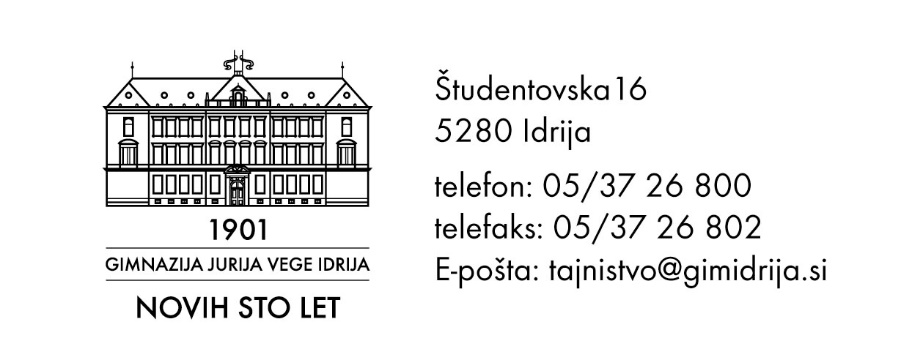 1901
GIMNAZIJA JURIJA VEGE IDRIJA
NOVIH STO LET
Študentovska16
5280 Idrija
telefon: 05/37 26 800
telefaks: 05/37 26 802
E-pošta: tajnistvo@gimidrija.si